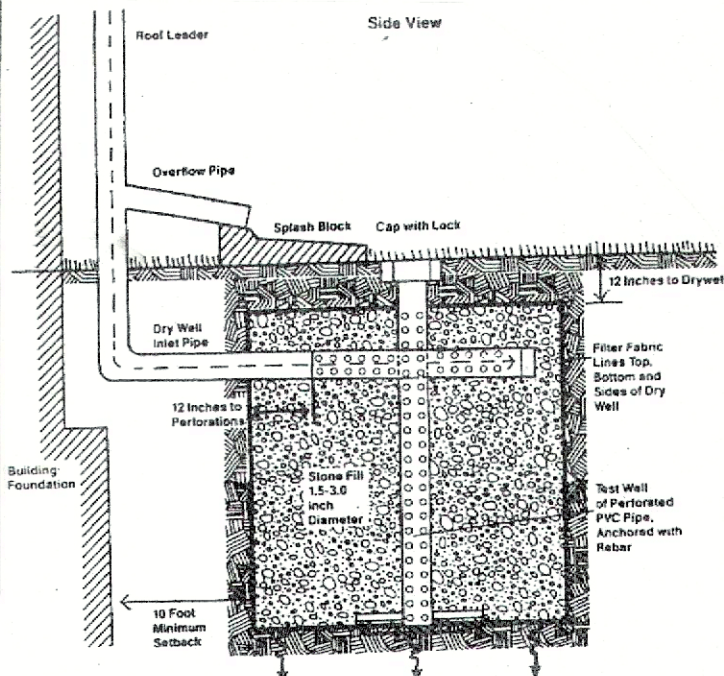 Side View
Roof Leader
Overflow Pipe
Splash Block
Cap with Lock
12 Inches to Drywel
Dry Well
Inlet Pipe
Filter Fabric
Lines Top,
Bottom and
Sides of Dry
Well
12 Inches to
Perforations
Building
Foundation
Stone Fill
1.5-3.0
inch
Diameter
Test Well
of Perforated
PVC Pipe,
Anchored with
Rebar
10 Foot
Minimum
Setback